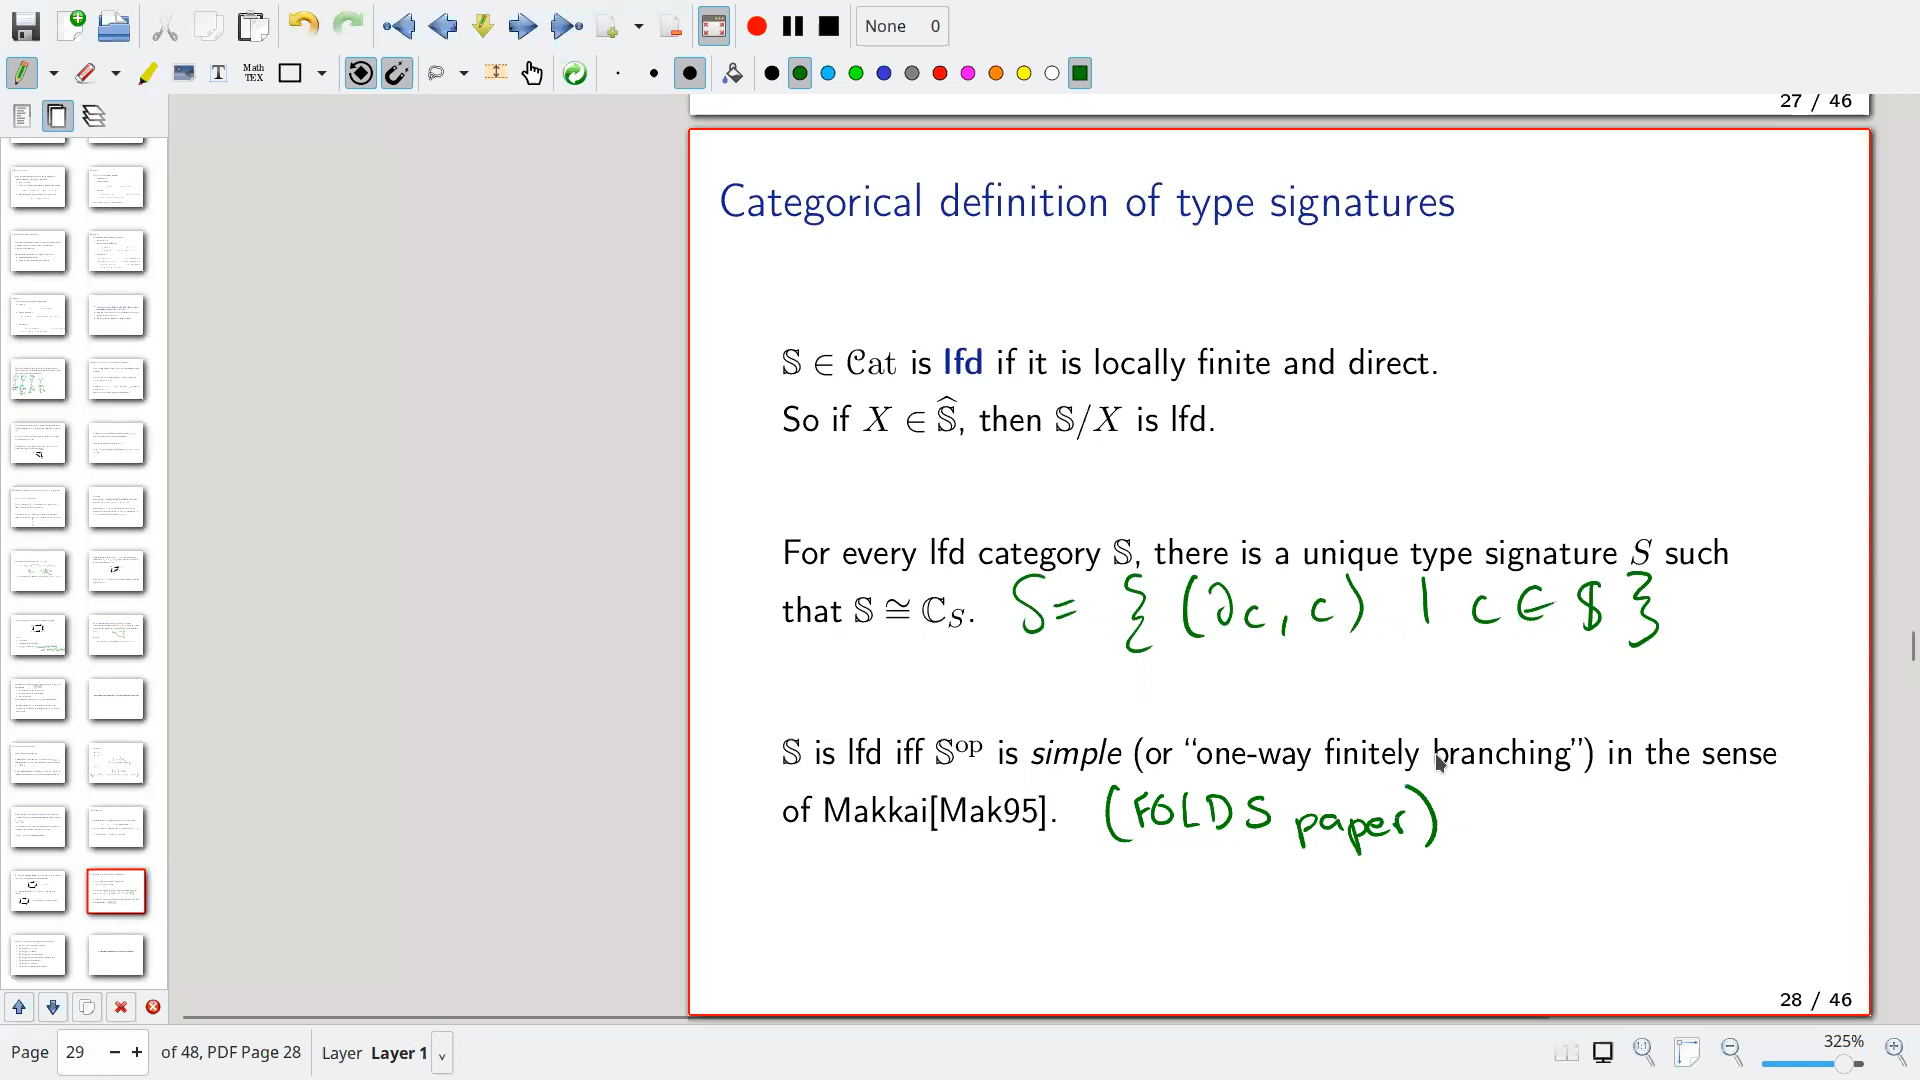 None 0
T
Math
TEX
27 / 46
Categorical definition of type signatures
𝕊 ∈ 𝒞at is lfd if it is locally finite and direct.
So if X ∈ 𝕊̂, then 𝕊/X is lfd.
For every lfd category 𝕊, there is a unique type signature S such
that 𝕊 ≅ ℂ_S. S = { (∂c, c) | c ∈ 𝕊 }
𝕊 is lfd iff 𝕊^op is simple (or “one-way finitely branching”) in the sense
of Makkai[Mak95]. (FOLDS paper)
28 / 46
Page 29 − + of 48, PDF Page 28 Layer Layer 1
1:1
325%